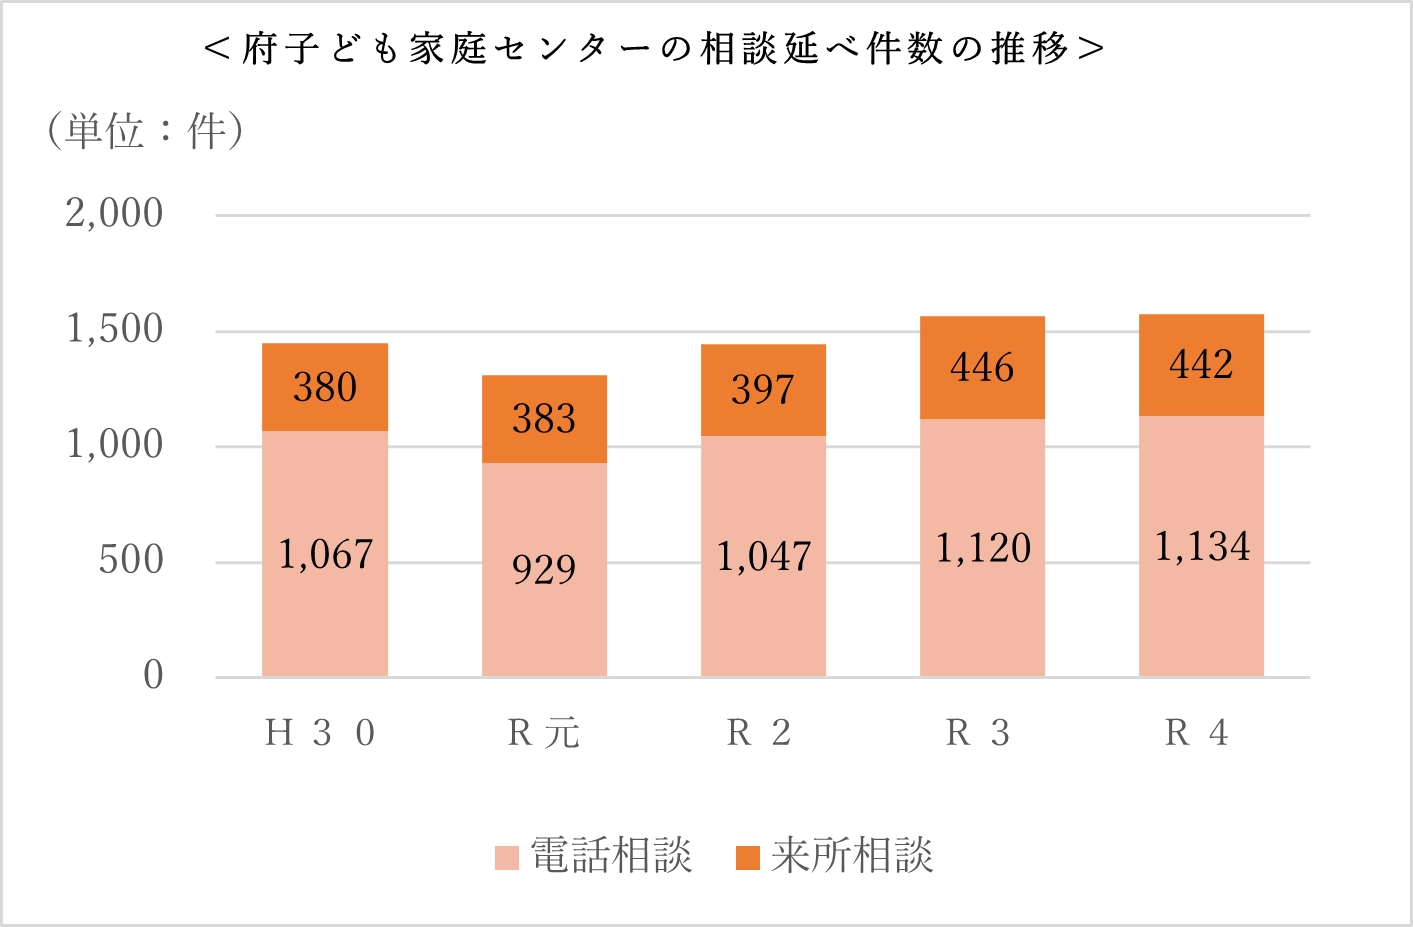 ＜府子ども家庭センターの相談延べ件数の推移＞
（単位：件）
2,000
1,500
1,000
500
0
380
383
397
446
442
1,067
929
1,047
1,120
1,134
Ｈ３０
Ｒ元
Ｒ２
Ｒ３
Ｒ４
電話相談
来所相談